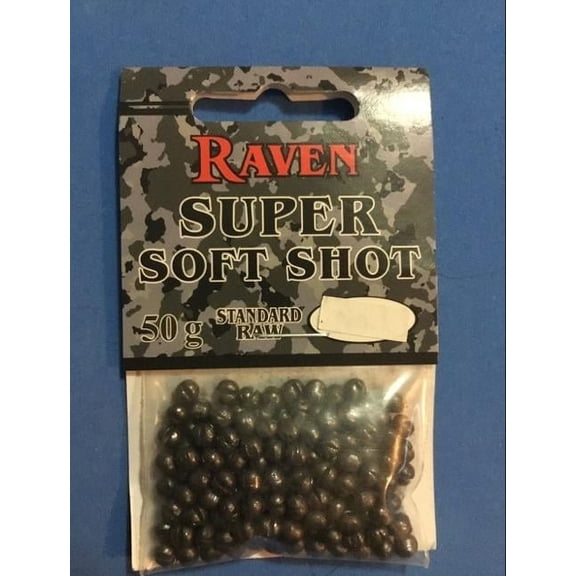 RAVEN
SUPER
SOFT SHOT
50 g STANDARD
RAW